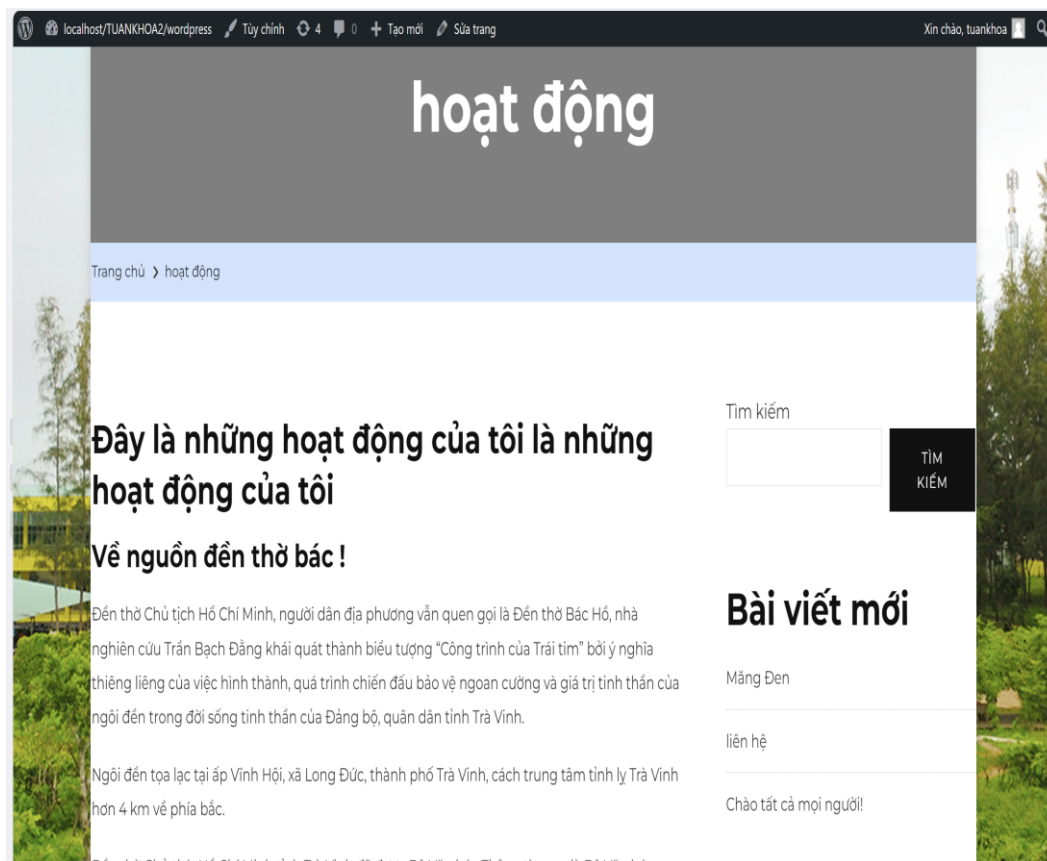 localhost/TUANKHOA2/wordpress Tùy chỉnh 4 0 Tạo mới Sửa trang Xin chào, tuankhoa
hoạt động
Trang chủ ❯ hoạt động
Đây là những hoạt động của tôi là những
hoạt động của tôi
Về nguồn đền thờ bác !
Đền thờ Chủ tịch Hồ Chí Minh, người dân địa phương vẫn quen gọi là Đền thờ Bác Hồ, nhà
nghiên cứu Trần Bạch Đằng khái quát thành biểu tượng “Công trình của Trái tim” bởi ý nghĩa
thiêng liêng của việc hình thành, quá trình chiến đấu bảo vệ ngoan cường và giá trị tinh thần của
ngôi đền trong đời sống tinh thần của Đảng bộ, quân dân tỉnh Trà Vinh.
Ngôi đền tọa lạc tại ấp Vĩnh Hội, xã Long Đức, thành phố Trà Vinh, cách trung tâm tỉnh lỵ Trà Vinh
hơn 4 km về phía bắc.
Tìm kiếm
TÌM
KIẾM
Bài viết mới
Măng Đen
liên hệ
Chào tất cả mọi người!